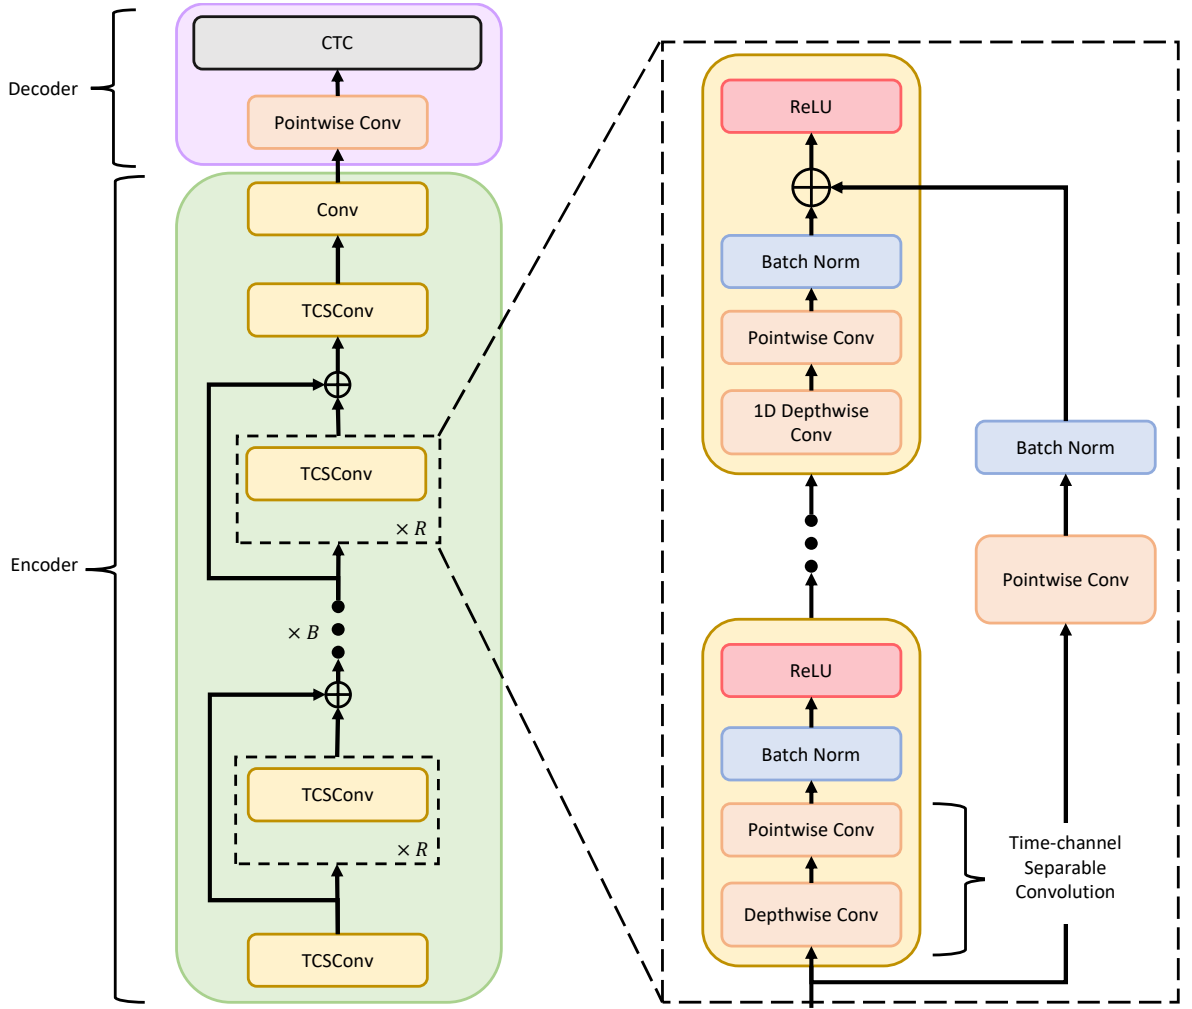 Decoder
CTC
Pointwise Conv
Encoder
Conv
TCSConv
TCSConv
× R
× B
TCSConv
× R
TCSConv
ReLU
Batch Norm
Pointwise Conv
1D Depthwise
Conv
Batch Norm
Pointwise Conv
ReLU
Batch Norm
Pointwise Conv
Depthwise Conv
Time-channel
Separable
Convolution